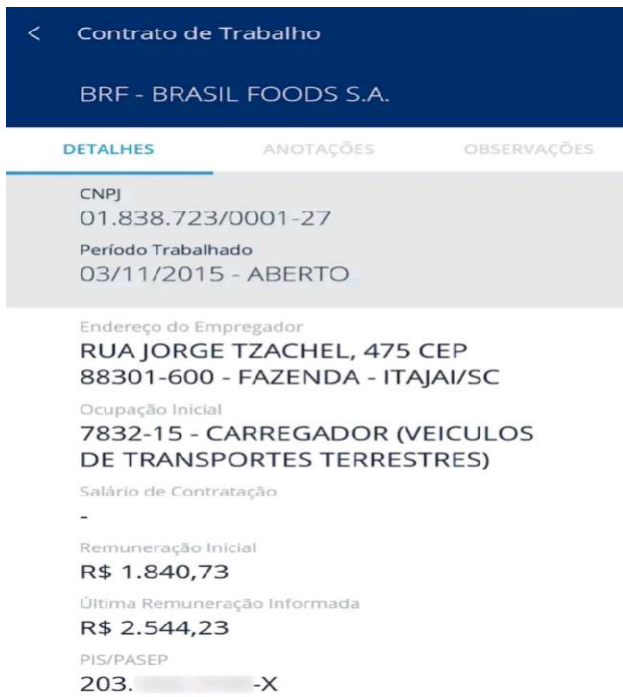 < Contrato de Trabalho
BRF - BRASIL FOODS S.A.
DETALHES ANOTAÇÕES OBSERVAÇÕES
CNPJ
01.838.723/0001-27
Período Trabalhado
03/11/2015 - ABERTO
Endereço do Empregador
RUA JORGE TZACHEL, 475 CEP
88301-600 - FAZENDA - ITAJAI/SC
Ocupação Inicial
7832-15 - CARREGADOR (VEICULOS
DE TRANSPORTES TERRESTRES)
Salário de Contratação
-
Remuneração Inicial
R$ 1.840,73
Última Remuneração Informada
R$ 2.544,23
PIS/PASEP
203. -X